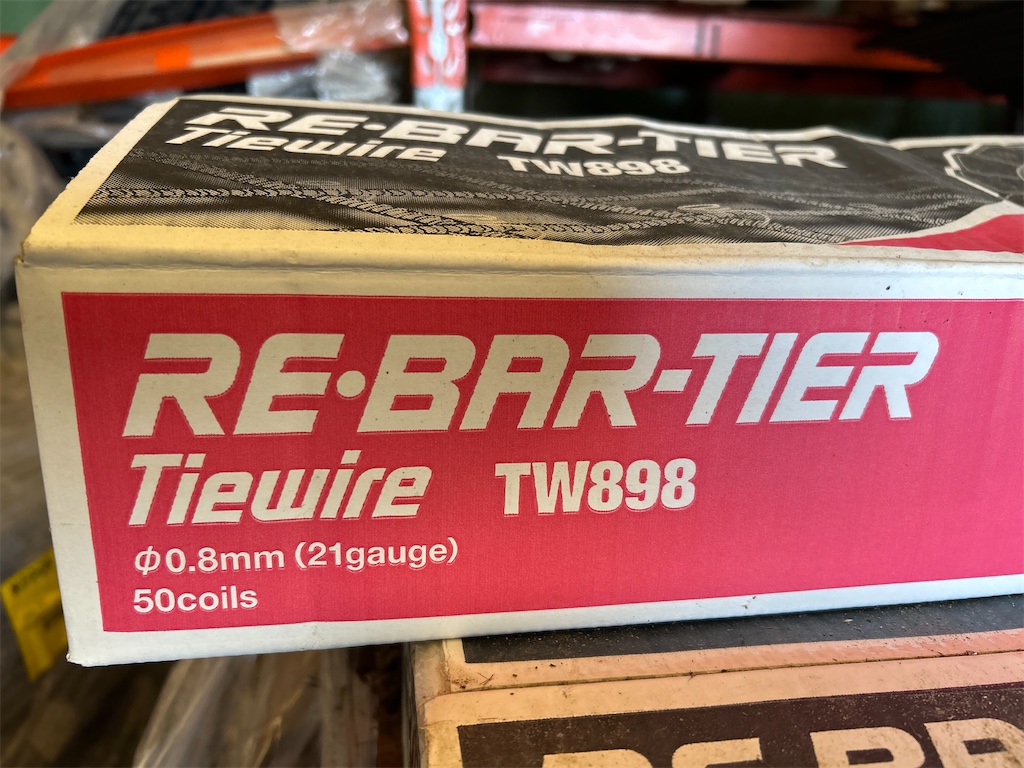 RE·BAR-TIER
Tiewire TW898
RE·BAR-TIER
Tiewire TW898
φ0.8mm (21gauge)
50coils